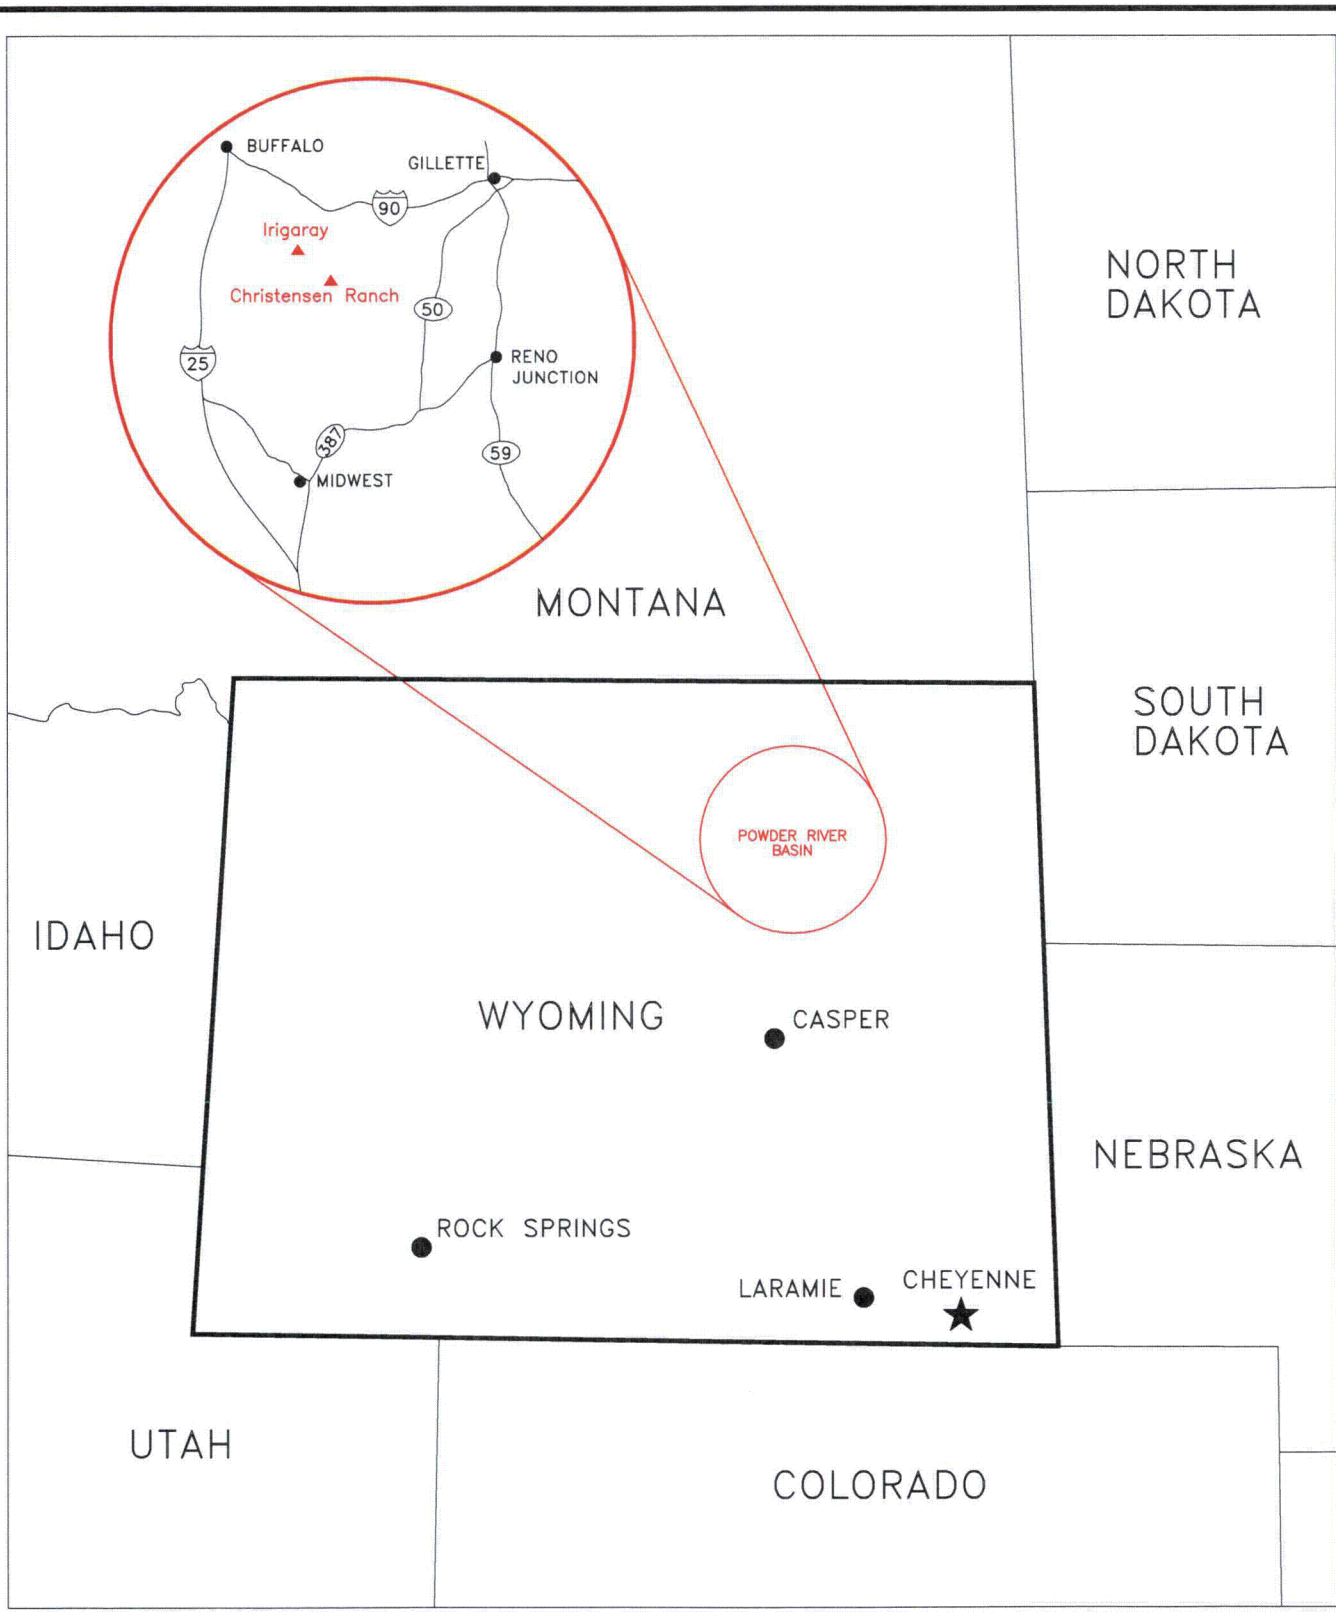 BUFFALO
GILLETTE
90
Irigaray
Christensen Ranch
50
25
RENO
JUNCTION
387
59
MIDWEST
NORTH
DAKOTA
MONTANA
SOUTH
DAKOTA
POWDER RIVER
BASIN
IDAHO
WYOMING
CASPER
NEBRASKA
ROCK SPRINGS
LARAMIE
CHEYENNE
UTAH
COLORADO